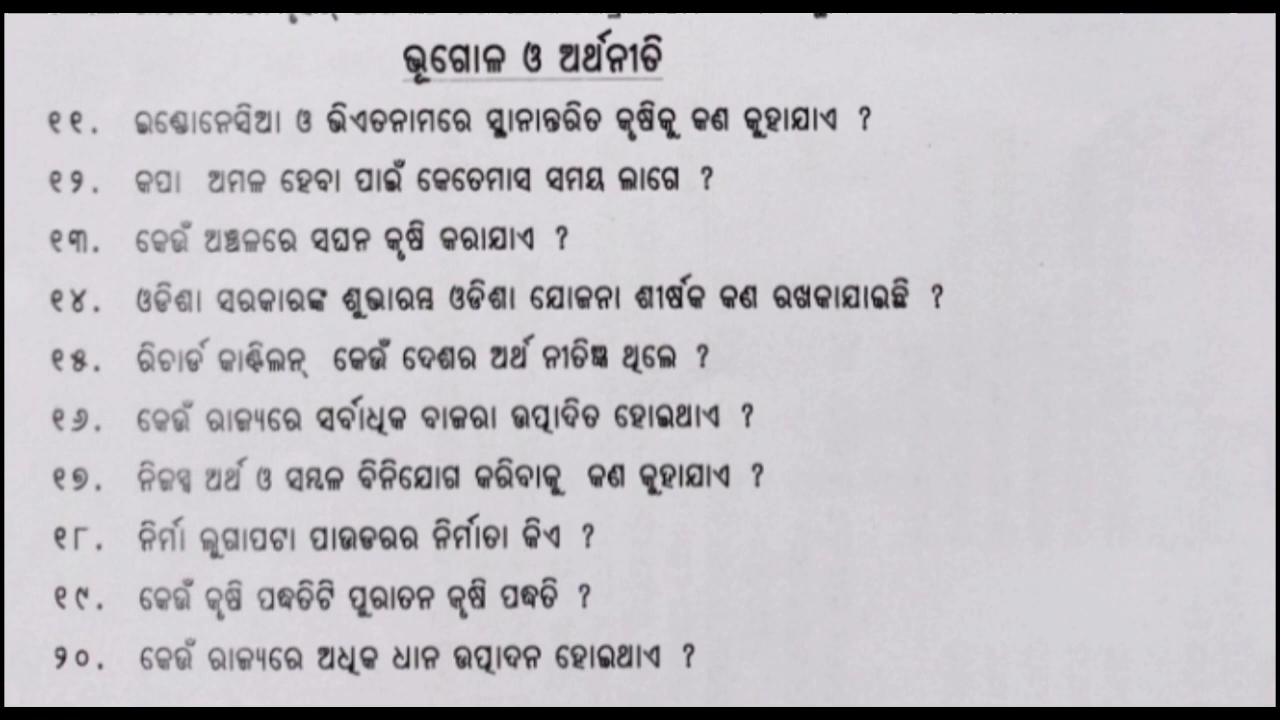 ଭୂଗୋଳ ଓ ଅର୍ଥନୀତି
୧୧. ଇଣ୍ଡୋନେସିଆ ଓ ଭିଏତନାମରେ ସ୍ଥାନାନ୍ତରିତ କୃଷିକୁ କଣ କୁହାଯାଏ ?
୧୨. କପା ଅମଳ ହେବା ପାଇଁ କେତେମାସ ସମୟ ଲାଗେ ?
୧୩. କେଉଁ ଅଞ୍ଚଳରେ ସଘନ କୃଷି କରାଯାଏ ?
୧୪. ଓଡିଶା ସରକାରଙ୍କ ଶୁଭାରମ୍ଭ ଓଡିଶା ଯୋଜନା ଶୀର୍ଷକ କଣ ରଖକାଯାଇଛି ?
୧୫. ରିଚାର୍ଡ କାଣ୍ଟିଲନ୍ କେଉଁ ଦେଶର ଅର୍ଥ ନୀତିଜ୍ଞ ଥିଲେ ?
୧୬. କେଉଁ ରାଜ୍ୟରେ ସର୍ବାଧିକ ବାଜରା ଉତ୍ପାଦିତ ହୋଇଥାଏ ?
୧୭. ନିଜସ୍ୱ ଅର୍ଥ ଓ ସମ୍ବଳ ବିନିଯୋଗ କରିବାକୁ କଣ କୁହାଯାଏ ?
୧୮. ନିର୍ମା ଲୁଗାପଟା ପାଉଡରର ନିର୍ମାତା କିଏ ?
୧୯. କେଉଁ କୃଷି ପଦ୍ଧତିଟି ପୁରାତନ କୃଷି ପଦ୍ଧତି ?
୨୦. କେଉଁ ରାଜ୍ୟରେ ଅଧିକ ଧାନ ଉତ୍ପାଦନ ହୋଇଥାଏ ?